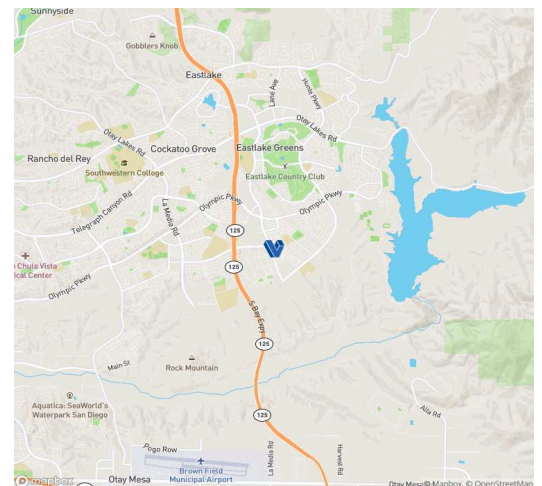 Sunnyside
Gobblers Knob
Eastlake
Lane Ave
Hunte Pkwy
Otay Lakes Rd
Otay Lakes Rd
Cockatoo Grove
Eastlake Greens
Rancho del Rey
Southwestern College
Eastlake Country Club
Telegraph Canyon Rd
La Media Rd
Olympic Pkwy
Olympic Pkwy
125
Chula Vista
ical Center
125
Olympic Pkwy
S Bay Expy
125
Main St
Rock Mountain
Aquatica: SeaWorld's
Waterpark San Diego
Alta Rd
125
Pogo Row
La Media Rd
Harvest Rd
Brown Field
Municipal Airport
Otay Mesa
mapbox
Otay Mesa
Mapbox, © OpenStreetMap